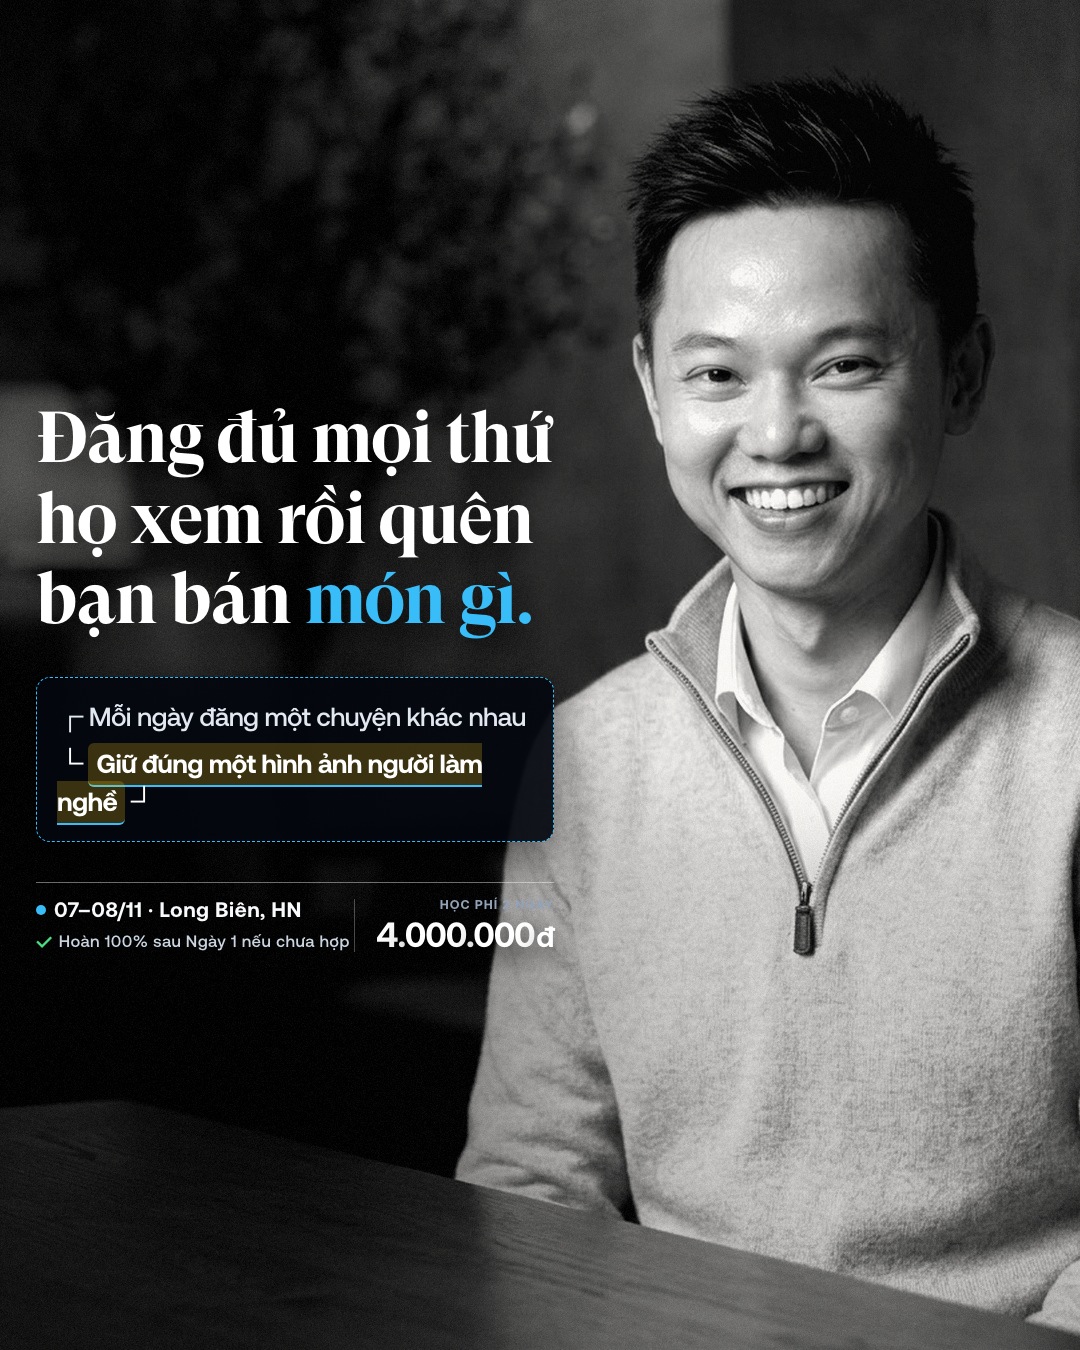 Đăng đủ mọi thứ
họ xem rồi quên
bạn bán món gì.
Mỗi ngày đăng một chuyện khác nhau
Giữ đúng một hình ảnh người làm
nghề
07–08/11 · Long Biên, HN
Hoàn 100% sau Ngày 1 nếu chưa hợp
HỌC PHÍ
4.000.000đ